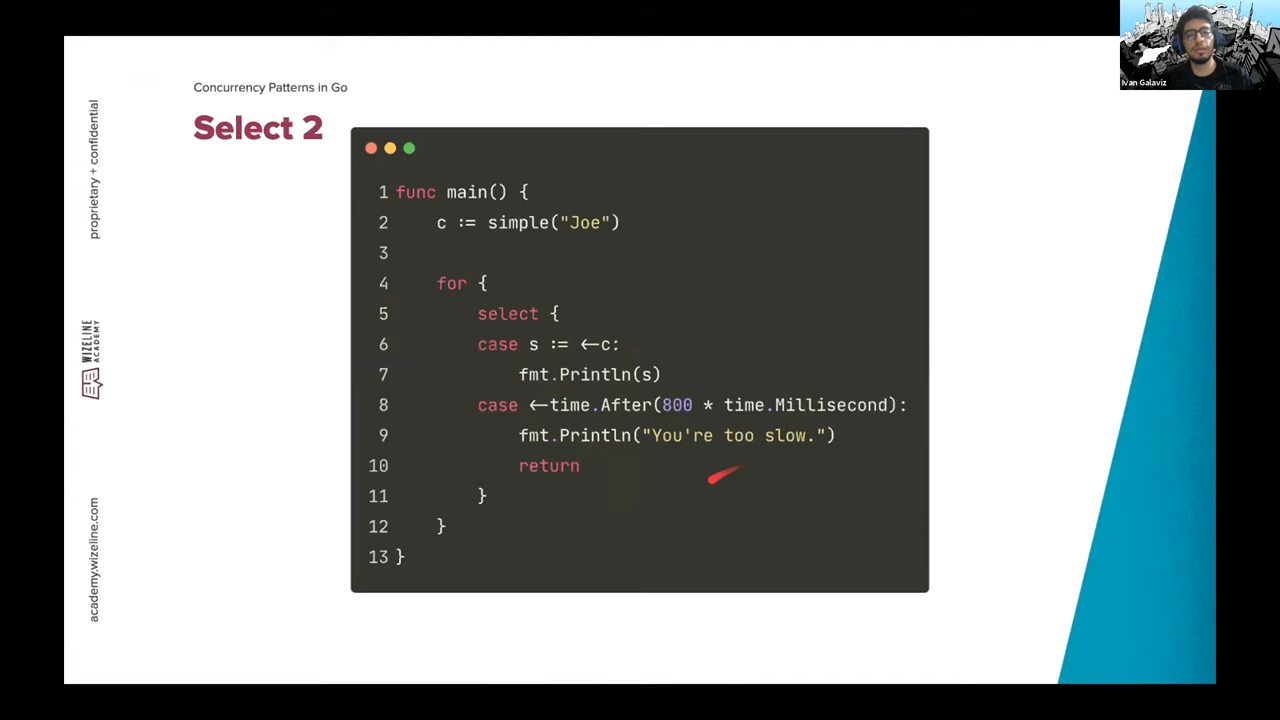 Ivan Galaviz
Concurrency Patterns in Go
Select 2
proprietary + confidential
WIZELINE
ACADEMY
academy.wizeline.com
1 func main() {
2     c := simple("Joe")
3
4     for {
5         select {
6         case s := <-c:
7             fmt.Println(s)
8         case <-time.After(800 * time.Millisecond):
9             fmt.Println("You're too slow.")
10             return
11         }
12     }
13 }